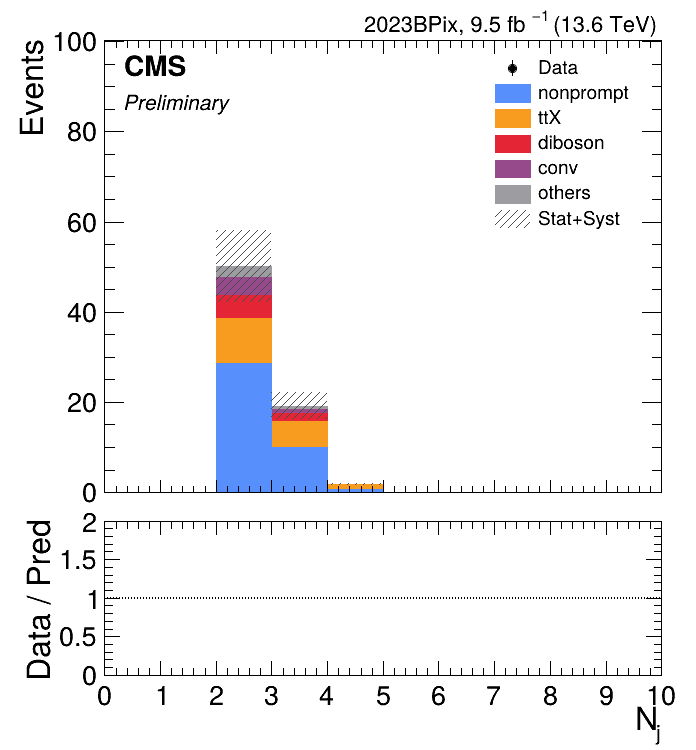 2023BPix, 9.5 fb⁻¹ (13.6 TeV)
CMS
Preliminary
Events
100
80
60
40
20
0
Data
nonprompt
ttX
diboson
conv
others
Stat+Syst
Data / Pred
2
1.5
1
0.5
0
0 1 2 3 4 5 6 7 8 9 10
N_j